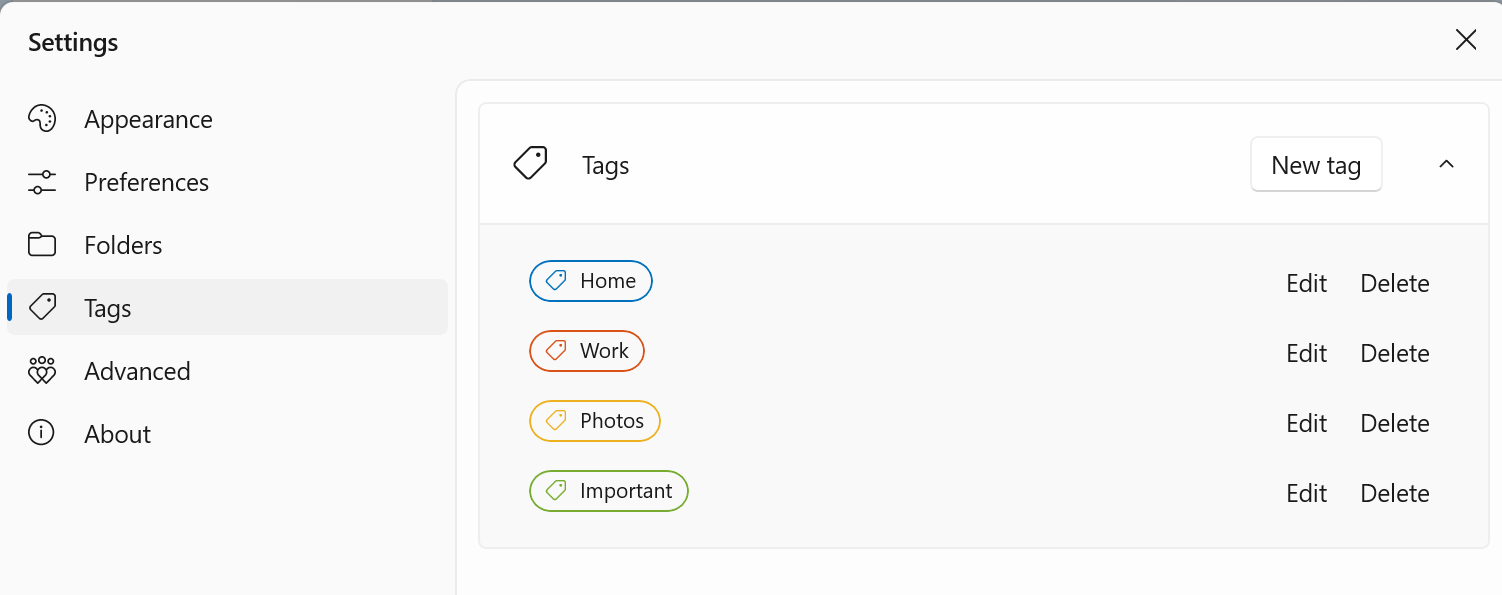 Settings
Appearance
Preferences
Folders
Tags
Advanced
About
Tags New tag
Home Edit Delete
Work Edit Delete
Photos Edit Delete
Important Edit Delete